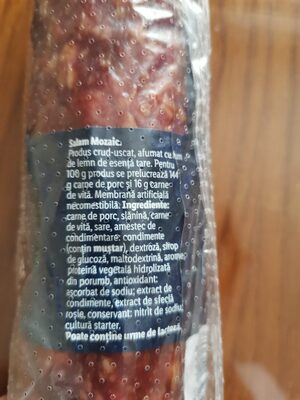 Salam Mozaic.
Produs crud-uscat, afumat cu fum
de lemn de esență tare. Pentru
100 g produs se prelucrează 144
g carne de porc și 16 g carne
de vită. Membrană artificială
necomestibilă. Ingrediente:
carne de porc, slănină, carne
de vită, sare, amestec de
condimentare: condimente
(conțin muștar), dextroză, sirop
de glucoză, maltodextrină, arome,
proteină vegetală hidrolizată
din porumb, antioxidant:
ascorbat de sodiu; extract de
condimente, extract de sfeclă
roșie, conservant: nitrit de sodiu;
cultură starter.
Poate conține urme de lactoză.